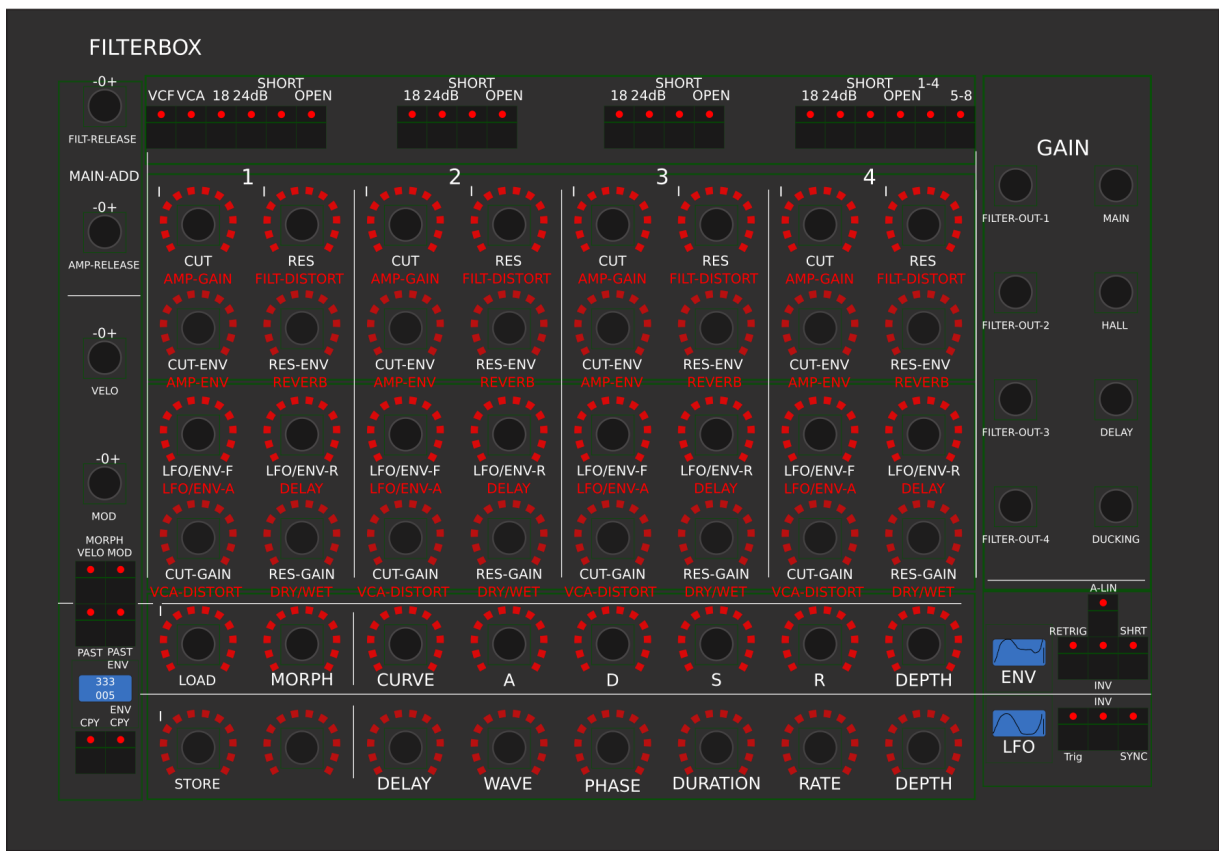 FILTERBOX
-0+
FILT-RELEASE
MAIN-ADD
-0+
AMP-RELEASE
-0+
VELO
-0+
MOD
MORPH
VELO MOD
PAST PAST
ENV
333
005
ENV
CPY CPY
SHORT SHORT SHORT SHORT 1-4
VCF VCA 18 24dB OPEN 18 24dB OPEN 18 24dB OPEN 18 24dB OPEN 5-8
1 2 3 4
CUT RES CUT RES CUT RES CUT RES
AMP-GAIN FILT-DISTORT AMP-GAIN FILT-DISTORT AMP-GAIN FILT-DISTORT AMP-GAIN FILT-DISTORT
CUT-ENV RES-ENV CUT-ENV RES-ENV CUT-ENV RES-ENV CUT-ENV RES-ENV
AMP-ENV REVERB AMP-ENV REVERB AMP-ENV REVERB AMP-ENV REVERB
LFO/ENV-F LFO/ENV-R LFO/ENV-F LFO/ENV-R LFO/ENV-F LFO/ENV-R LFO/ENV-F LFO/ENV-R
LFO/ENV-A DELAY LFO/ENV-A DELAY LFO/ENV-A DELAY LFO/ENV-A DELAY
CUT-GAIN RES-GAIN CUT-GAIN RES-GAIN CUT-GAIN RES-GAIN CUT-GAIN RES-GAIN
VCA-DISTORT DRY/WET VCA-DISTORT DRY/WET VCA-DISTORT DRY/WET VCA-DISTORT DRY/WET
LOAD MORPH CURVE A D S R DEPTH
STORE DELAY WAVE PHASE DURATION RATE DEPTH
GAIN
FILTER-OUT-1 MAIN
FILTER-OUT-2 HALL
FILTER-OUT-3 DELAY
FILTER-OUT-4 DUCKING
A-LIN
RETRIG SHRT
ENV
INV
INV
LFO
Trig SYNC